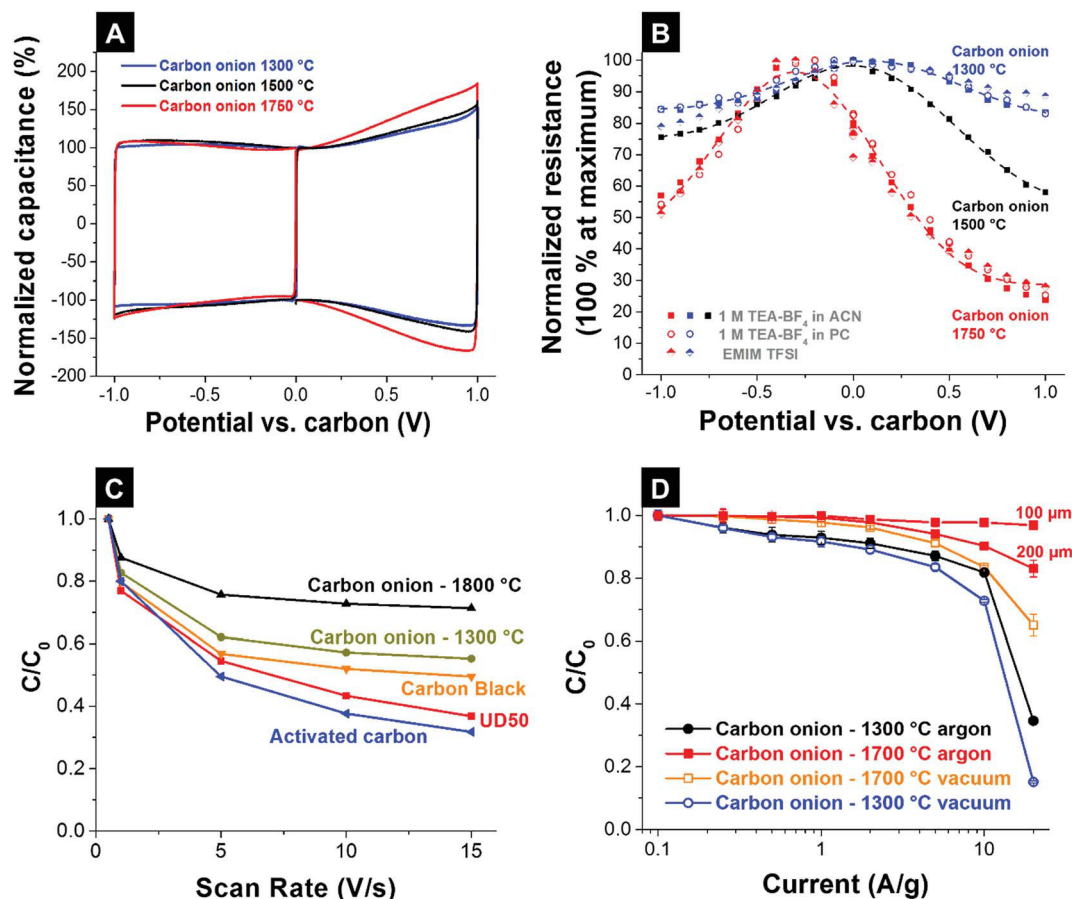 A
Carbon onion 1300 °C
Carbon onion 1500 °C
Carbon onion 1750 °C
Normalized capacitance (%)
200
150
100
50
0
-50
-100
-150
-200
-1.0
-0.5
0.0
0.5
1.0
Potential vs. carbon (V)
B
Carbon onion
1300 °C
Carbon onion
1500 °C
Carbon onion
1750 °C
1 M TEA-BF4 in ACN
1 M TEA-BF4 in PC
EMIM TFSI
Normalized resistance
(100 % at maximum)
100
90
80
70
60
50
40
30
20
10
0
-1.0
-0.5
0.0
0.5
1.0
Potential vs. carbon (V)
C
Carbon onion - 1800 °C
Carbon onion - 1300 °C
Carbon Black
UD50
Activated carbon
C/C0
1.0
0.8
0.6
0.4
0.2
0.0
0
5
10
15
Scan Rate (V/s)
D
100 µm
200 µm
Carbon onion - 1300 °C argon
Carbon onion - 1700 °C argon
Carbon onion - 1700 °C vacuum
Carbon onion - 1300 °C vacuum
C/C0
1.0
0.8
0.6
0.4
0.2
0.0
0.1
1
10
Current (A/g)